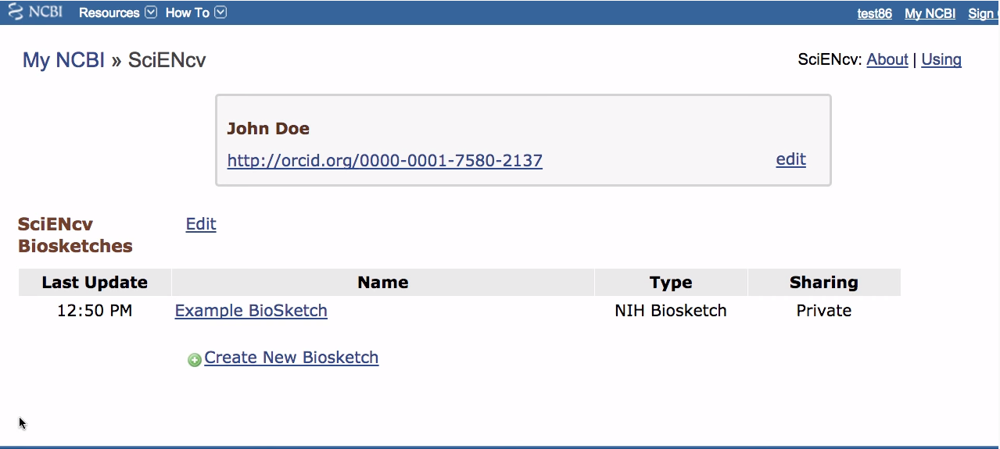 NCBI Resources How To test86 My NCBI Sign
My NCBI » SciENcv SciENcv: About | Using
John Doe
http://orcid.org/0000-0001-7580-2137 edit
SciENcv Edit
Biosketches
Last Update Name Type Sharing
12:50 PM Example BioSketch NIH Biosketch Private
Create New Biosketch